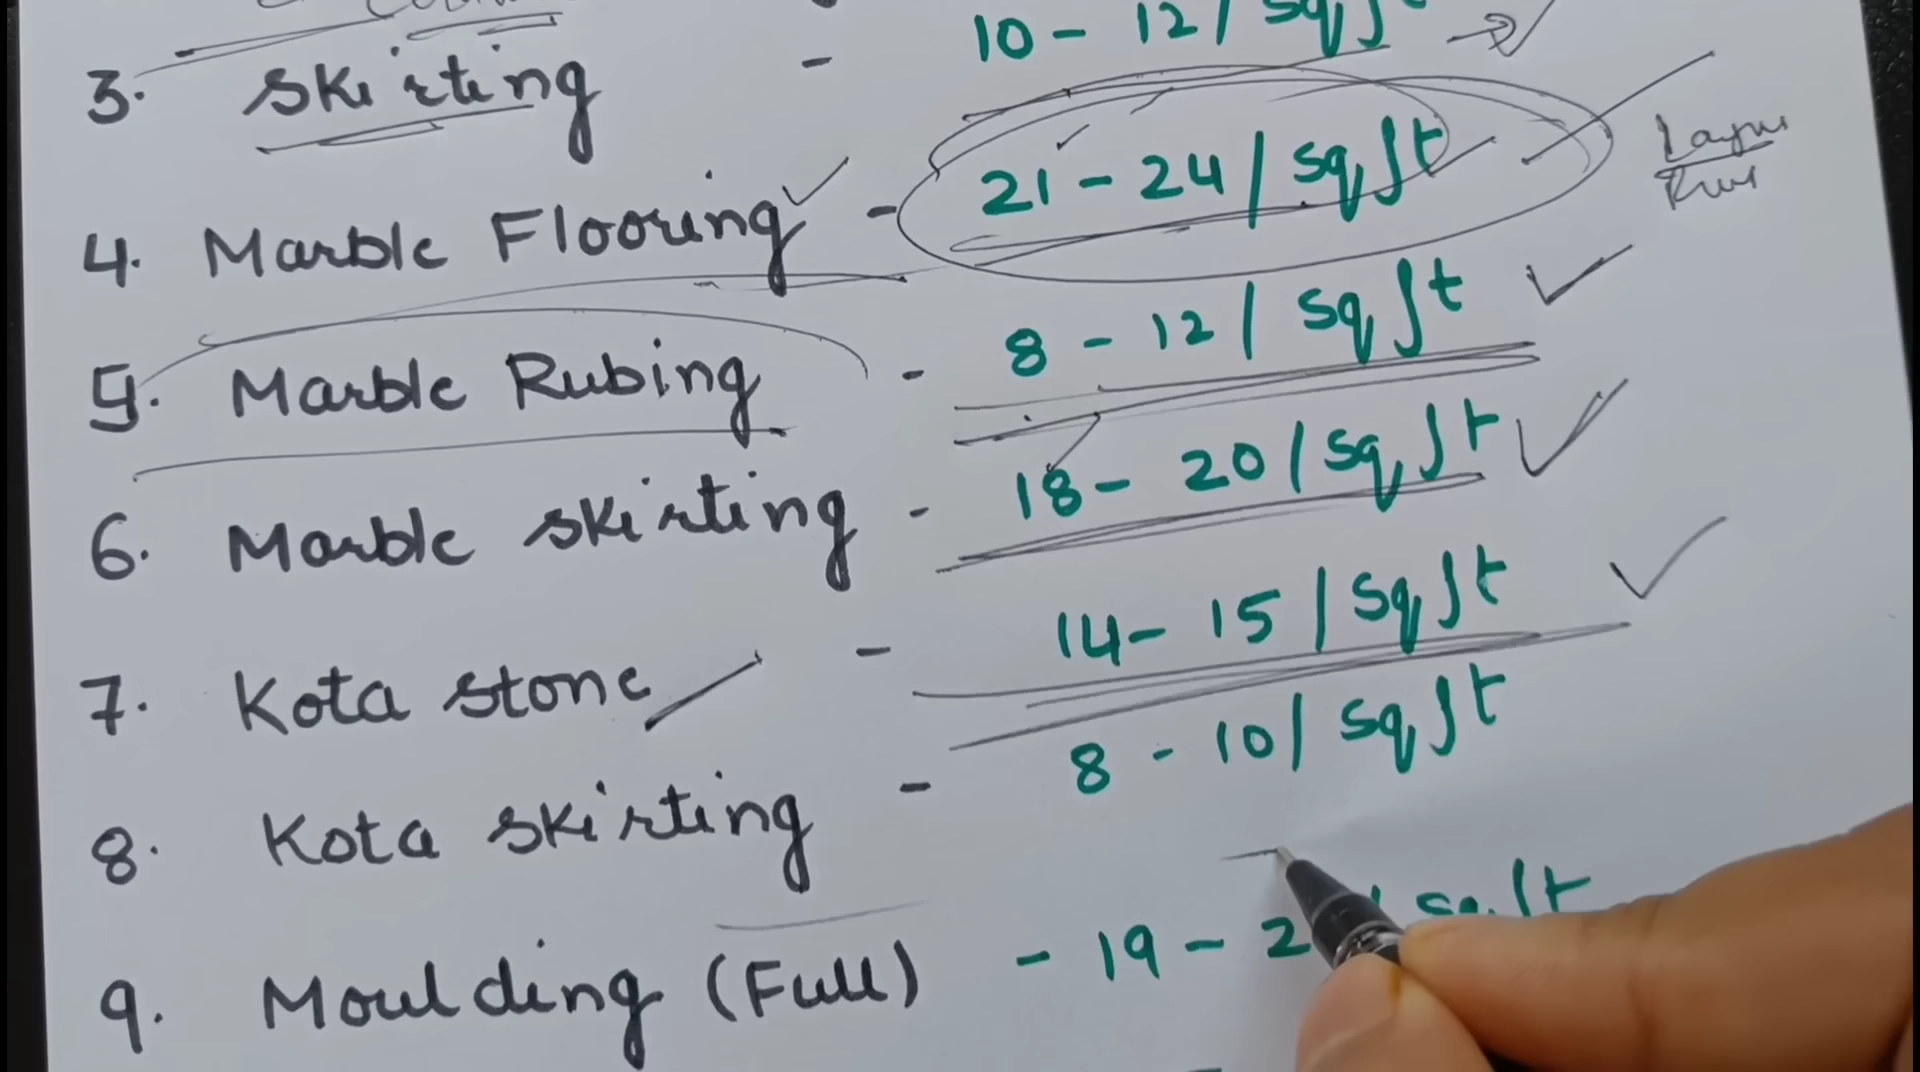 3. Skirting - 10 - 12 / sqft
4. Marble Flooring - 21 - 24 / sqft
Layer
5. Marble Rubing - 8 - 12 / sqft
6. Marble skirting - 18 - 20 / sqft
7. Kota stone - 14 - 15 / sqft
8. Kota skirting - 8 - 10 / sqft
9. Moulding (Full) - 19 - sqft